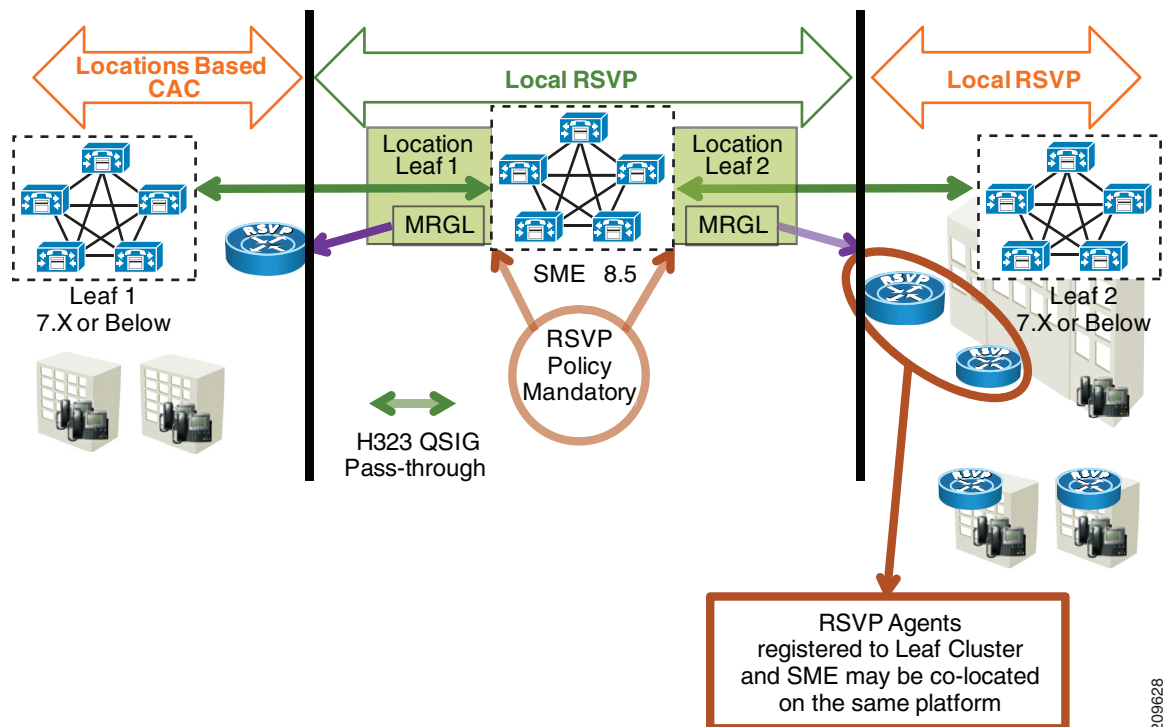 Locations Based
CAC
Local RSVP
Local RSVP
Location
Leaf 1
Location
Leaf 2
MRGL
MRGL
RSVP
SME 8.5
Leaf 1
7.X or Below
Leaf 2
7.X or Below
RSVP
RSVP
RSVP
Policy
Mandatory
H323 QSIG
Pass-through
RSVP
RSVP
RSVP Agents
registered to Leaf Cluster
and SME may be co-located
on the same platform
209628